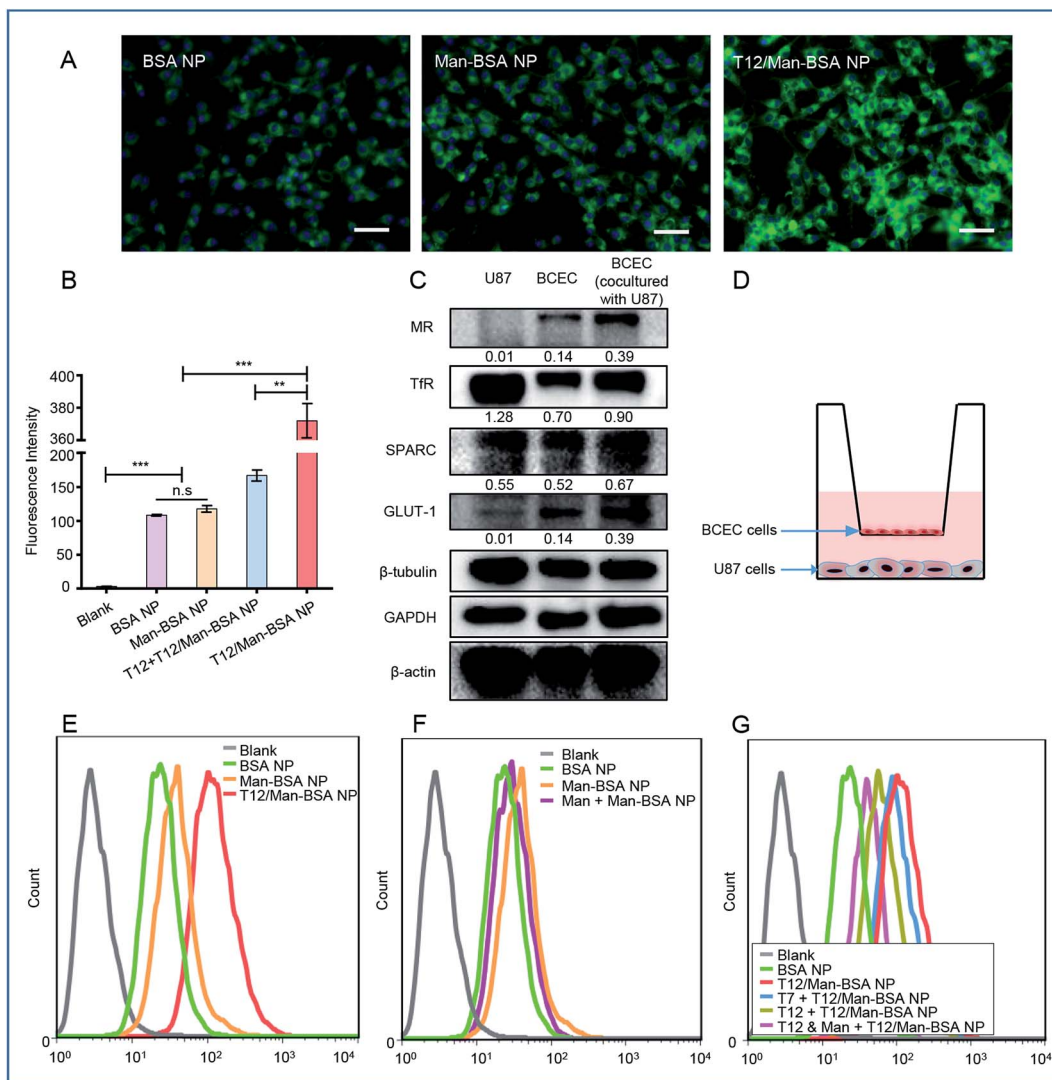 A
BSA NP
Man-BSA NP
T12/Man-BSA NP
B
Fluorescence Intensity
400
380
360
200
150
100
50
0
***
**
***
n.s
Blank
BSA NP
Man-BSA NP
T12+T12/Man-BSA NP
T12/Man-BSA NP
C
U87
BCEC
BCEC
(cocultured
with U87)
MR
0.01 0.14 0.39
TfR
1.28 0.70 0.90
SPARC
0.55 0.52 0.67
GLUT-1
0.01 0.14 0.39
β-tubulin
GAPDH
β-actin
D
BCEC cells
U87 cells
E
Blank
BSA NP
Man-BSA NP
T12/Man-BSA NP
Count
0
10⁰ 10¹ 10² 10³ 10⁴
F
Blank
BSA NP
Man-BSA NP
Man + Man-BSA NP
Count
0
10⁰ 10¹ 10² 10³ 10⁴
G
Count
Blank
BSA NP
T12/Man-BSA NP
T7 + T12/Man-BSA NP
T12 + T12/Man-BSA NP
T12 & Man + T12/Man-BSA NP
0
10⁰ 10¹ 10² 10³ 10⁴